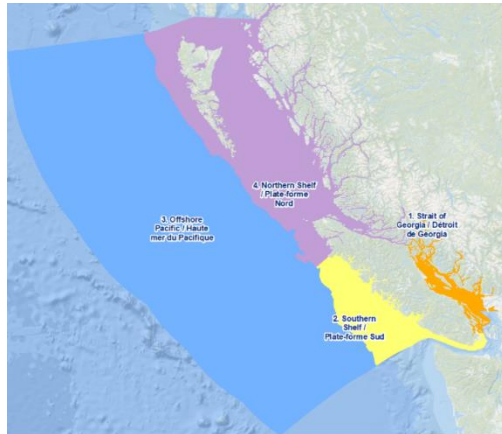 4. Northern Shelf
/ Plate-forme
Nord
1. Strait of
Georgia / Détroit
de Géorgia
3. Offshore
Pacific / Haute
mer du Pacifique
2. Southern
Shelf /
Plate-forme Sud